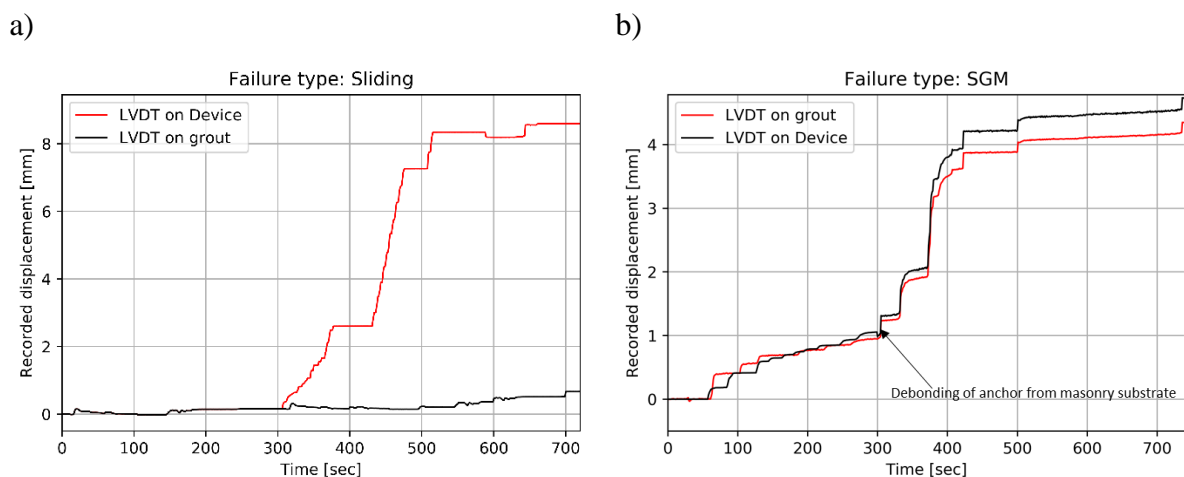 a)
b)
Failure type: Sliding
LVDT on Device
LVDT on grout
8
6
4
2
0
Recorded displacement [mm]
0 100 200 300 400 500 600 700
Time [sec]
Failure type: SGM
LVDT on grout
LVDT on Device
4
3
2
1
0
Recorded displacement [mm]
Debonding of anchor from masonry substrate
0 100 200 300 400 500 600 700
Time [sec]